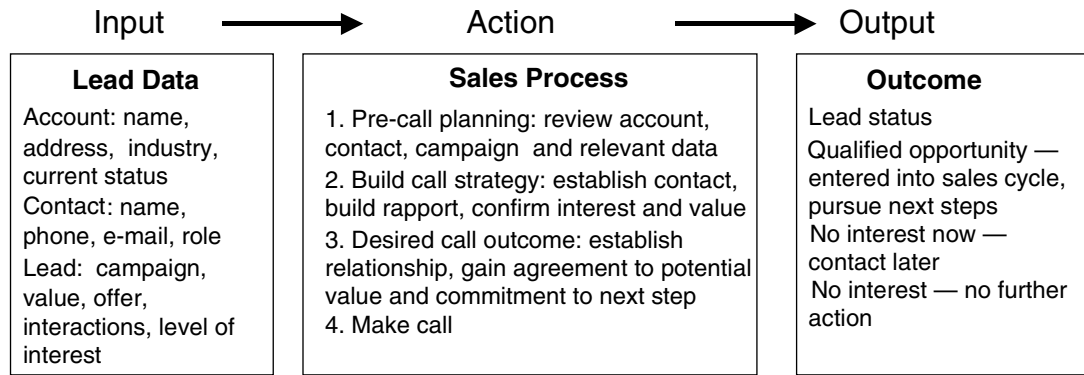 Input
Action
Output
Lead Data
Account: name,
address, industry,
current status
Contact: name,
phone, e-mail, role
Lead: campaign,
value, offer,
interactions, level of
interest
Sales Process
1. Pre-call planning: review account,
contact, campaign and relevant data
2. Build call strategy: establish contact,
build rapport, confirm interest and value
3. Desired call outcome: establish
relationship, gain agreement to potential
value and commitment to next step
4. Make call
Outcome
Lead status
Qualified opportunity —
entered into sales cycle,
pursue next steps
No interest now —
contact later
No interest — no further
action